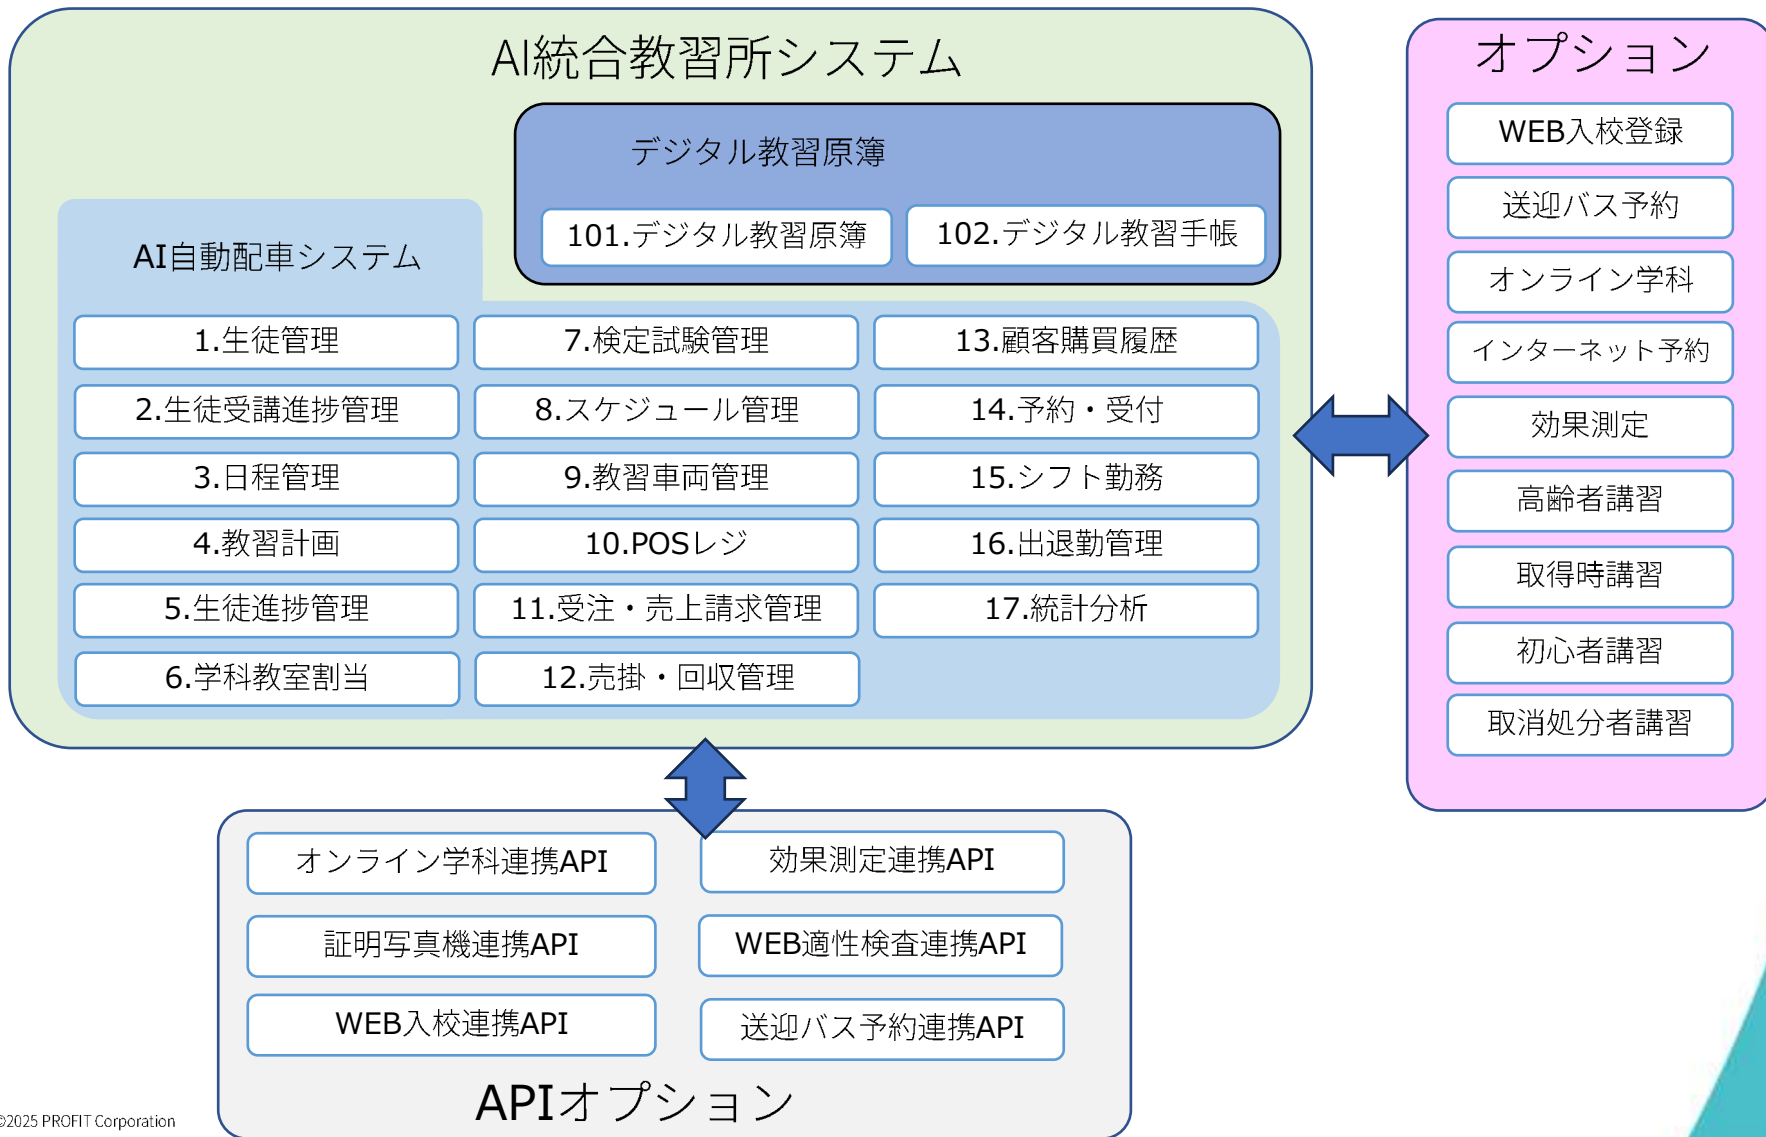 AI統合教習所システム
デジタル教習原簿
101.デジタル教習原簿
102.デジタル教習手帳
AI自動配車システム
1.生徒管理
2.生徒受講進捗管理
3.日程管理
4.教習計画
5.生徒進捗管理
6.学科教室割当
7.検定試験管理
8.スケジュール管理
9.教習車両管理
10.POSレジ
11.受注・売上請求管理
12.売掛・回収管理
13.顧客購買履歴
14.予約・受付
15.シフト勤務
16.出退勤管理
17.統計分析
オプション
WEB入校登録
送迎バス予約
オンライン学科
インターネット予約
効果測定
高齢者講習
取得時講習
初心者講習
取消処分者講習
オンライン学科連携API
効果測定連携API
証明写真機連携API
WEB適性検査連携API
WEB入校連携API
送迎バス予約連携API
APIオプション
©2025 PROFIT Corporation